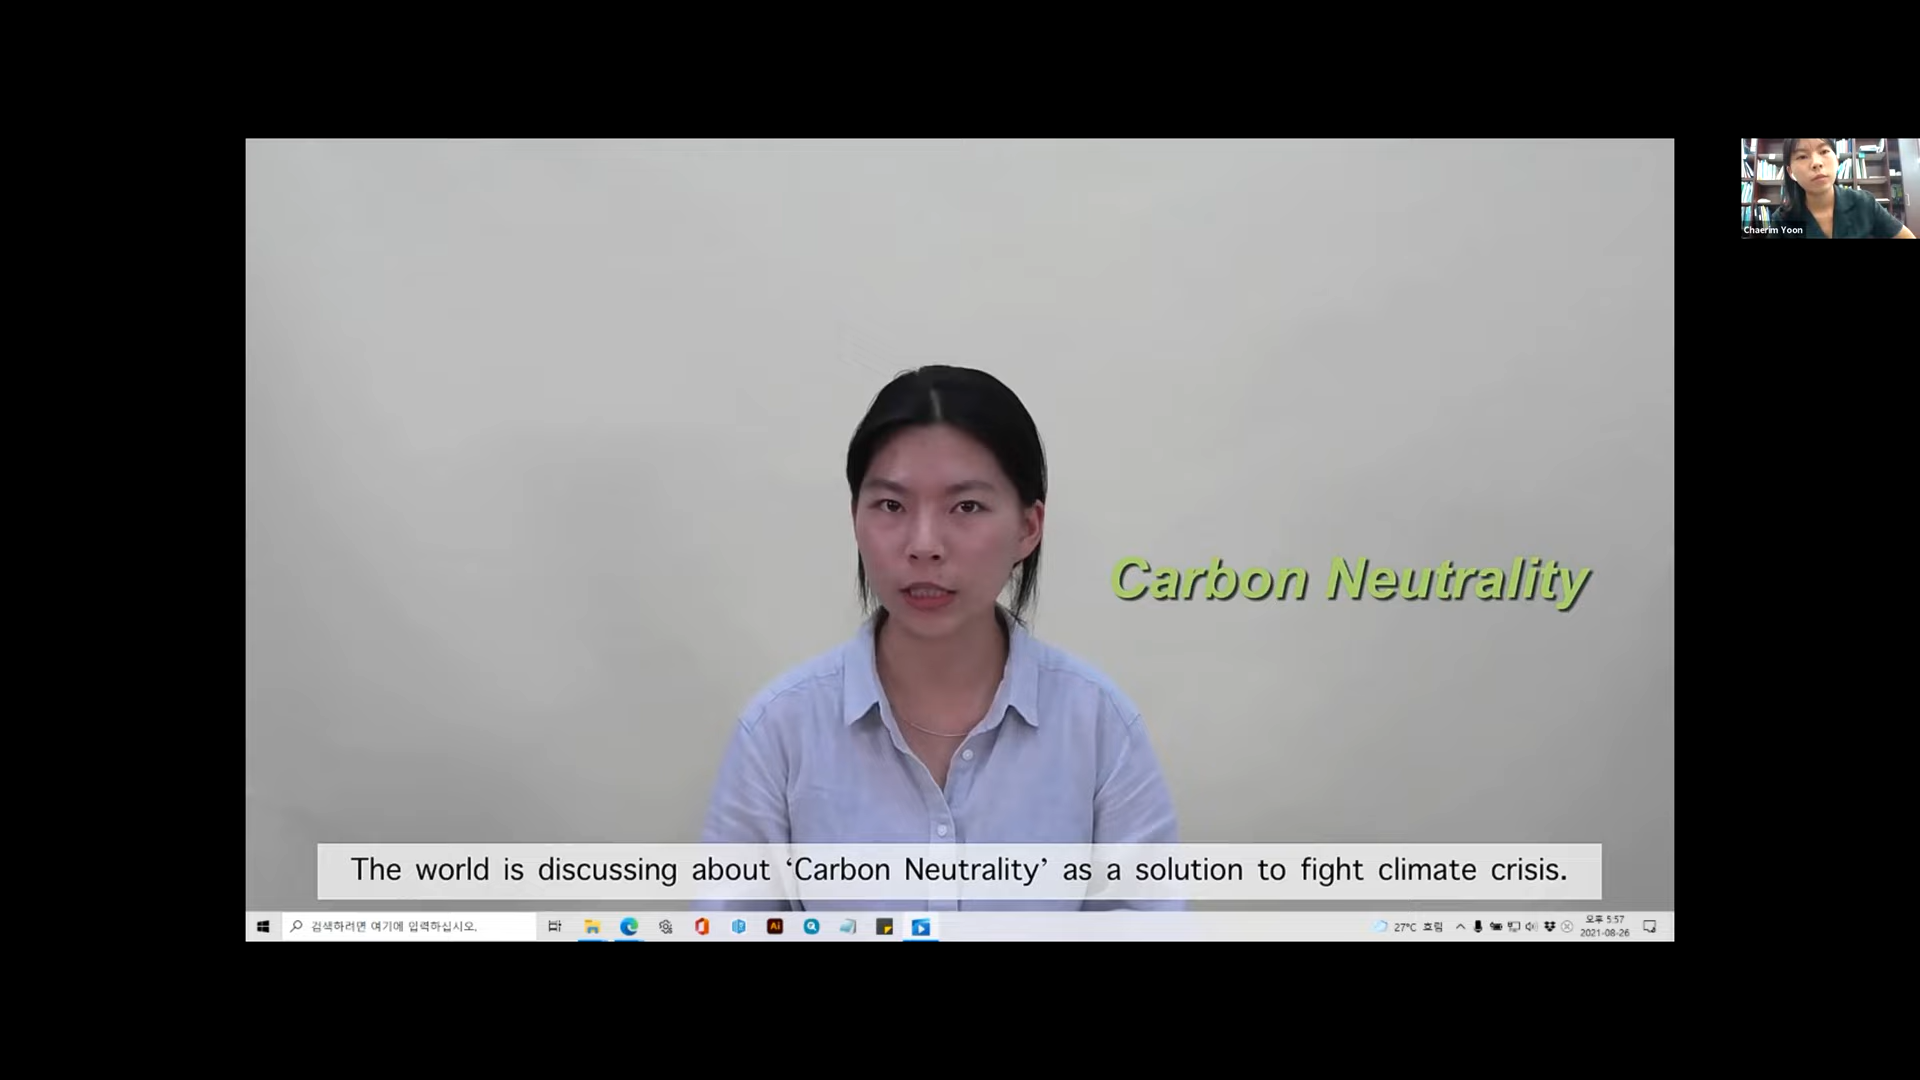 Chaerim Yoon
Carbon Neutrality
The world is discussing about ‘Carbon Neutrality’ as a solution to fight climate crisis.
검색하려면 여기에 입력하십시오.
Ai
27°C 흐림
오후 5:57
2021-08-26